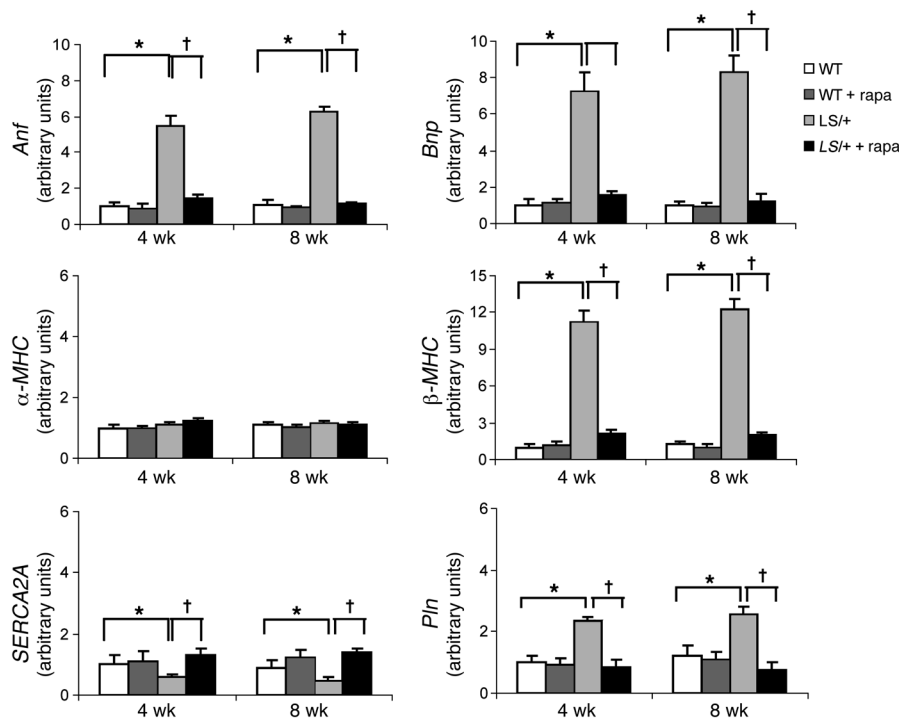 Anf
(arbitrary units)
10
8
6
4
2
0
* †
* †
4 wk 8 wk
Bnp
(arbitrary units)
10
8
6
4
2
0
*
* †
4 wk 8 wk
WT
WT + rapa
LS/+
LS/+ + rapa
α-MHC
(arbitrary units)
6
4
2
0
4 wk 8 wk
β-MHC
(arbitrary units)
15
12
9
6
3
0
* †
* †
4 wk 8 wk
SERCA2A
(arbitrary units)
6
4
2
0
* †
* †
4 wk 8 wk
Pln
(arbitrary units)
6
4
2
0
* †
* †
4 wk 8 wk